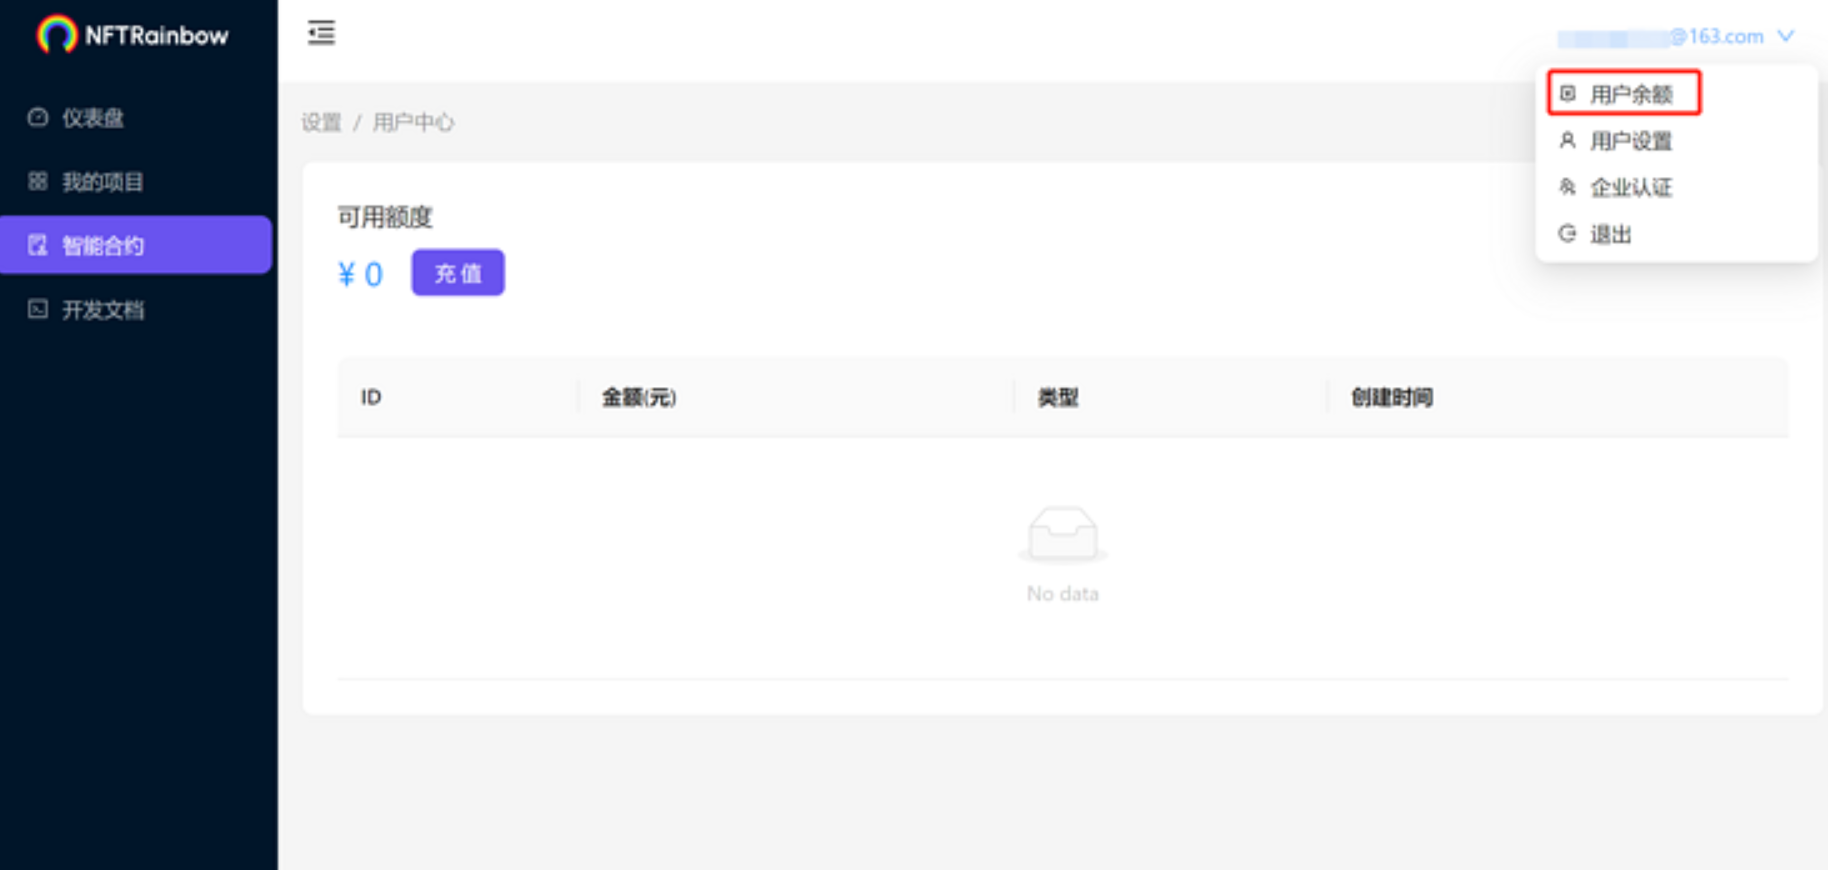 NFTRainbow
@163.com
仪表盘
我的项目
智能合约
开发文档
设置 / 用户中心
用户余额
用户设置
企业认证
退出
可用额度
¥ 0
充值
ID 金额(元) 类型 创建时间
No data